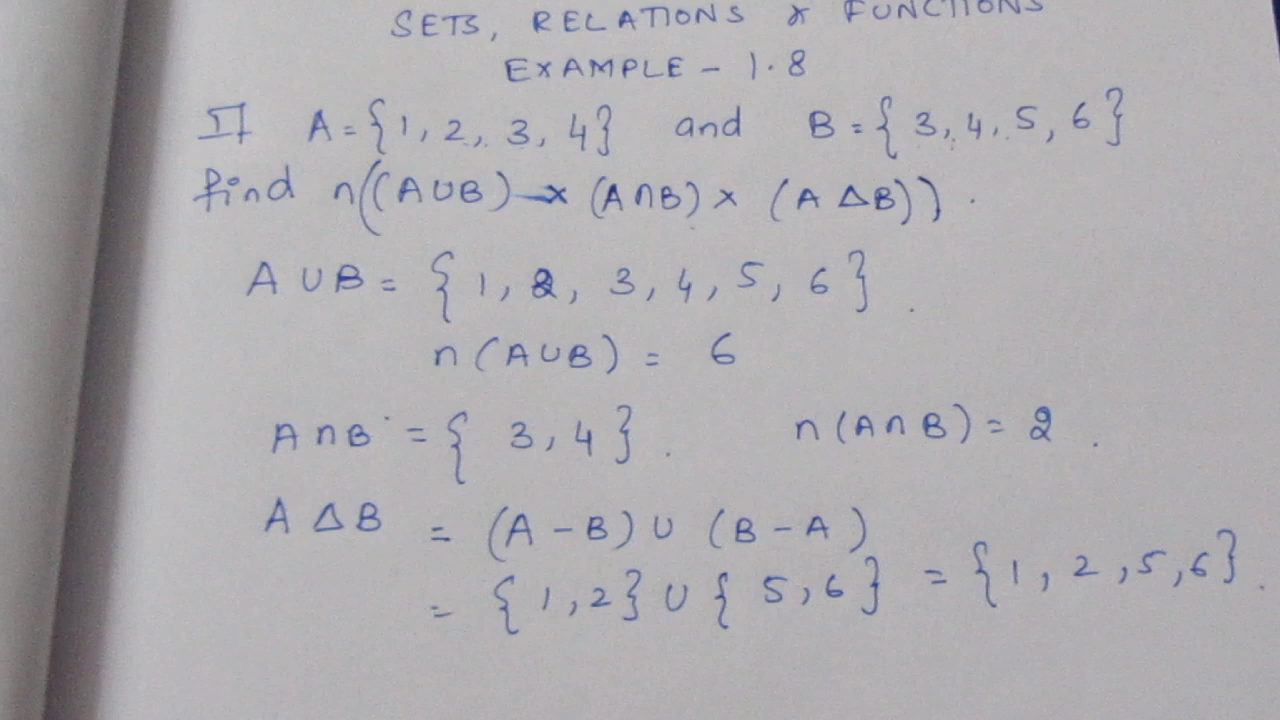 SETS, RELATIONS & FUNCTIONS
EXAMPLE - 1.8
If A = {1, 2, 3, 4} and B = {3, 4, 5, 6}
find n((A∪B) × (A∩B) × (A Δ B)).
A ∪ B = {1, 2, 3, 4, 5, 6}.
n(A∪B) = 6
A∩B = {3, 4}. n(A∩B) = 2.
A Δ B = (A - B) ∪ (B - A)
= {1, 2} ∪ {5, 6} = {1, 2, 5, 6}.